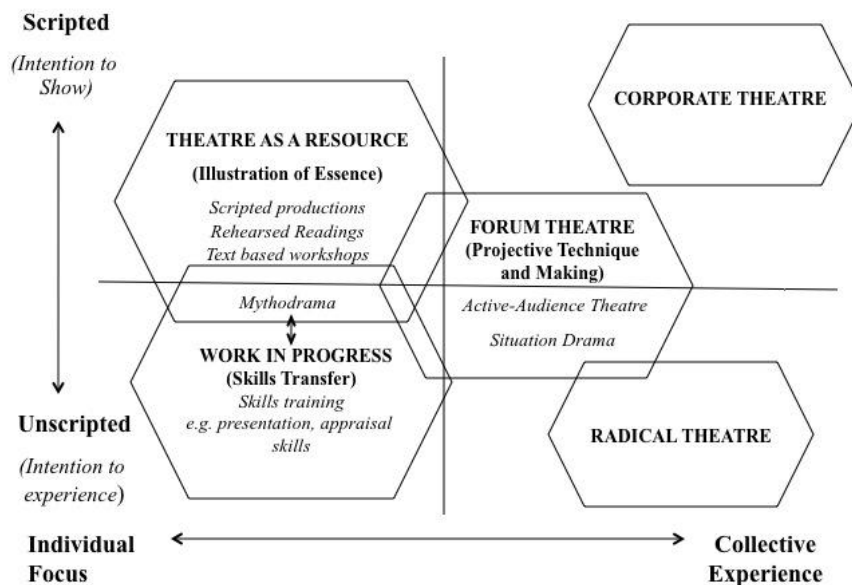 Scripted
(Intention to
Show)
CORPORATE THEATRE
THEATRE AS A RESOURCE
(Illustration of Essence)
Scripted productions
Rehearsed Readings
Text based workshops
FORUM THEATRE
(Projective Technique
and Making)
Mythodrama
Active-Audience Theatre
Situation Drama
WORK IN PROGRESS
(Skills Transfer)
Skills training
e.g. presentation, appraisal
skills
Unscripted
(Intention to
experience)
RADICAL THEATRE
Individual
Focus
Collective
Experience